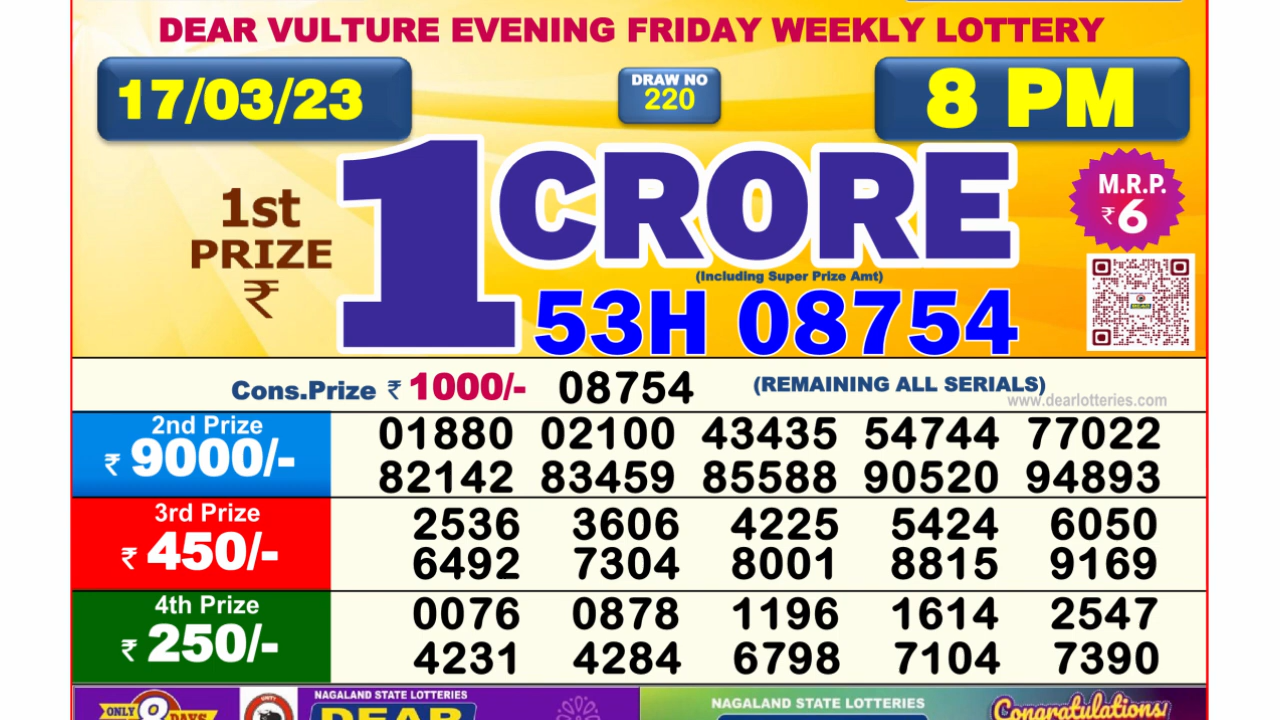 DEAR VULTURE EVENING FRIDAY WEEKLY LOTTERY
17/03/23
DRAW NO
220
8 PM
1st
PRIZE
₹
1 CRORE
(Including Super Prize Amt)
53H 08754
M.R.P.
₹ 6
Cons.Prize ₹ 1000/- 08754 (REMAINING ALL SERIALS)
www.dearlotteries.com
2nd Prize
₹ 9000/-
01880 02100 43435 54744 77022
82142 83459 85588 90520 94893
3rd Prize
₹ 450/-
2536 3606 4225 5424 6050
6492 7304 8001 8815 9169
4th Prize
₹ 250/-
0076 0878 1196 1614 2547
4231 4284 6798 7104 7390
ONLY 8 DAYS
NAGALAND STATE LOTTERIES
DEAR
NAGALAND STATE LOTTERIES
Congratulations!